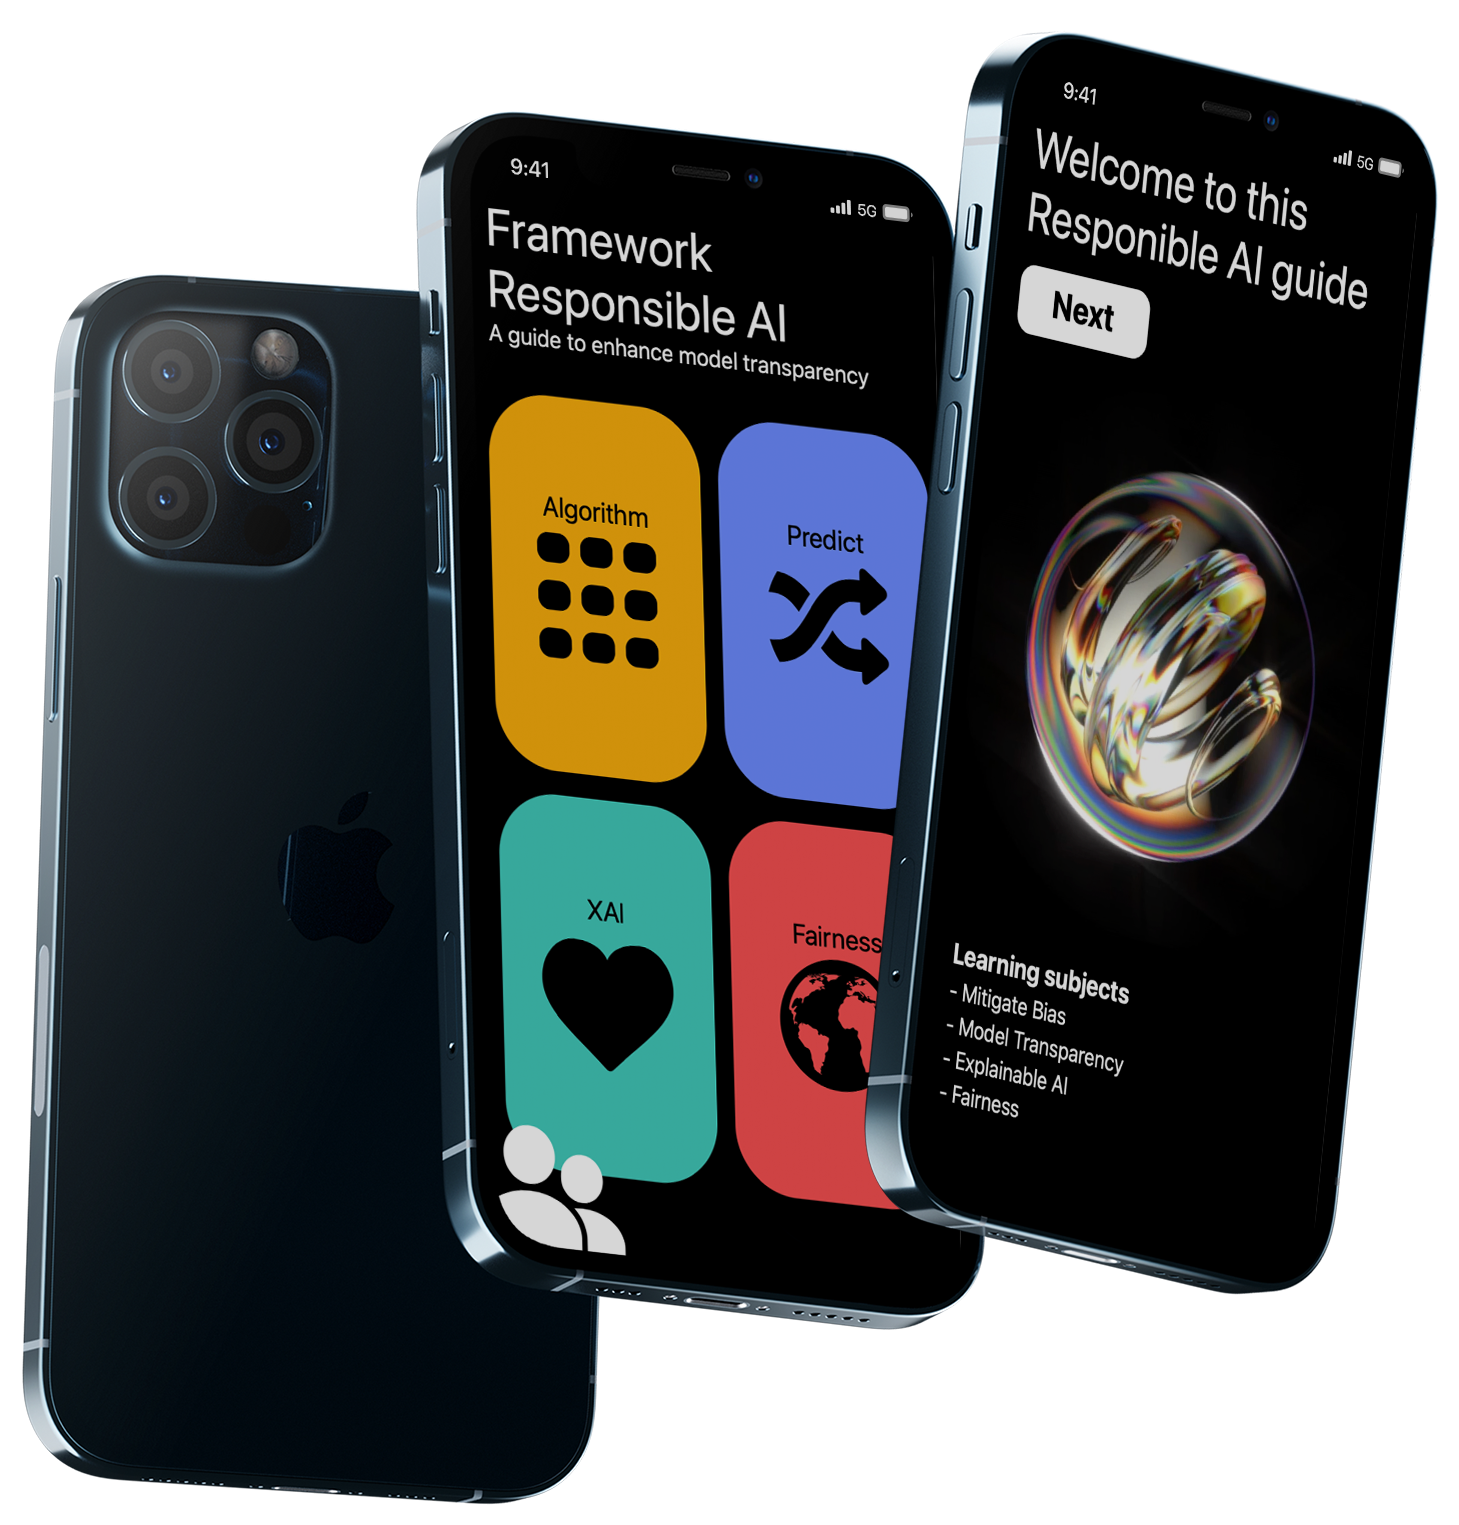 9:41
5G
Framework
Responsible AI
A guide to enhance model transparency
Algorithm
Predict
XAI
Fairness
9:41
5G
Welcome to this
Responible AI guide
Next
Learning subjects
- Mitigate Bias
- Model Transparency
- Explainable AI
- Fairness